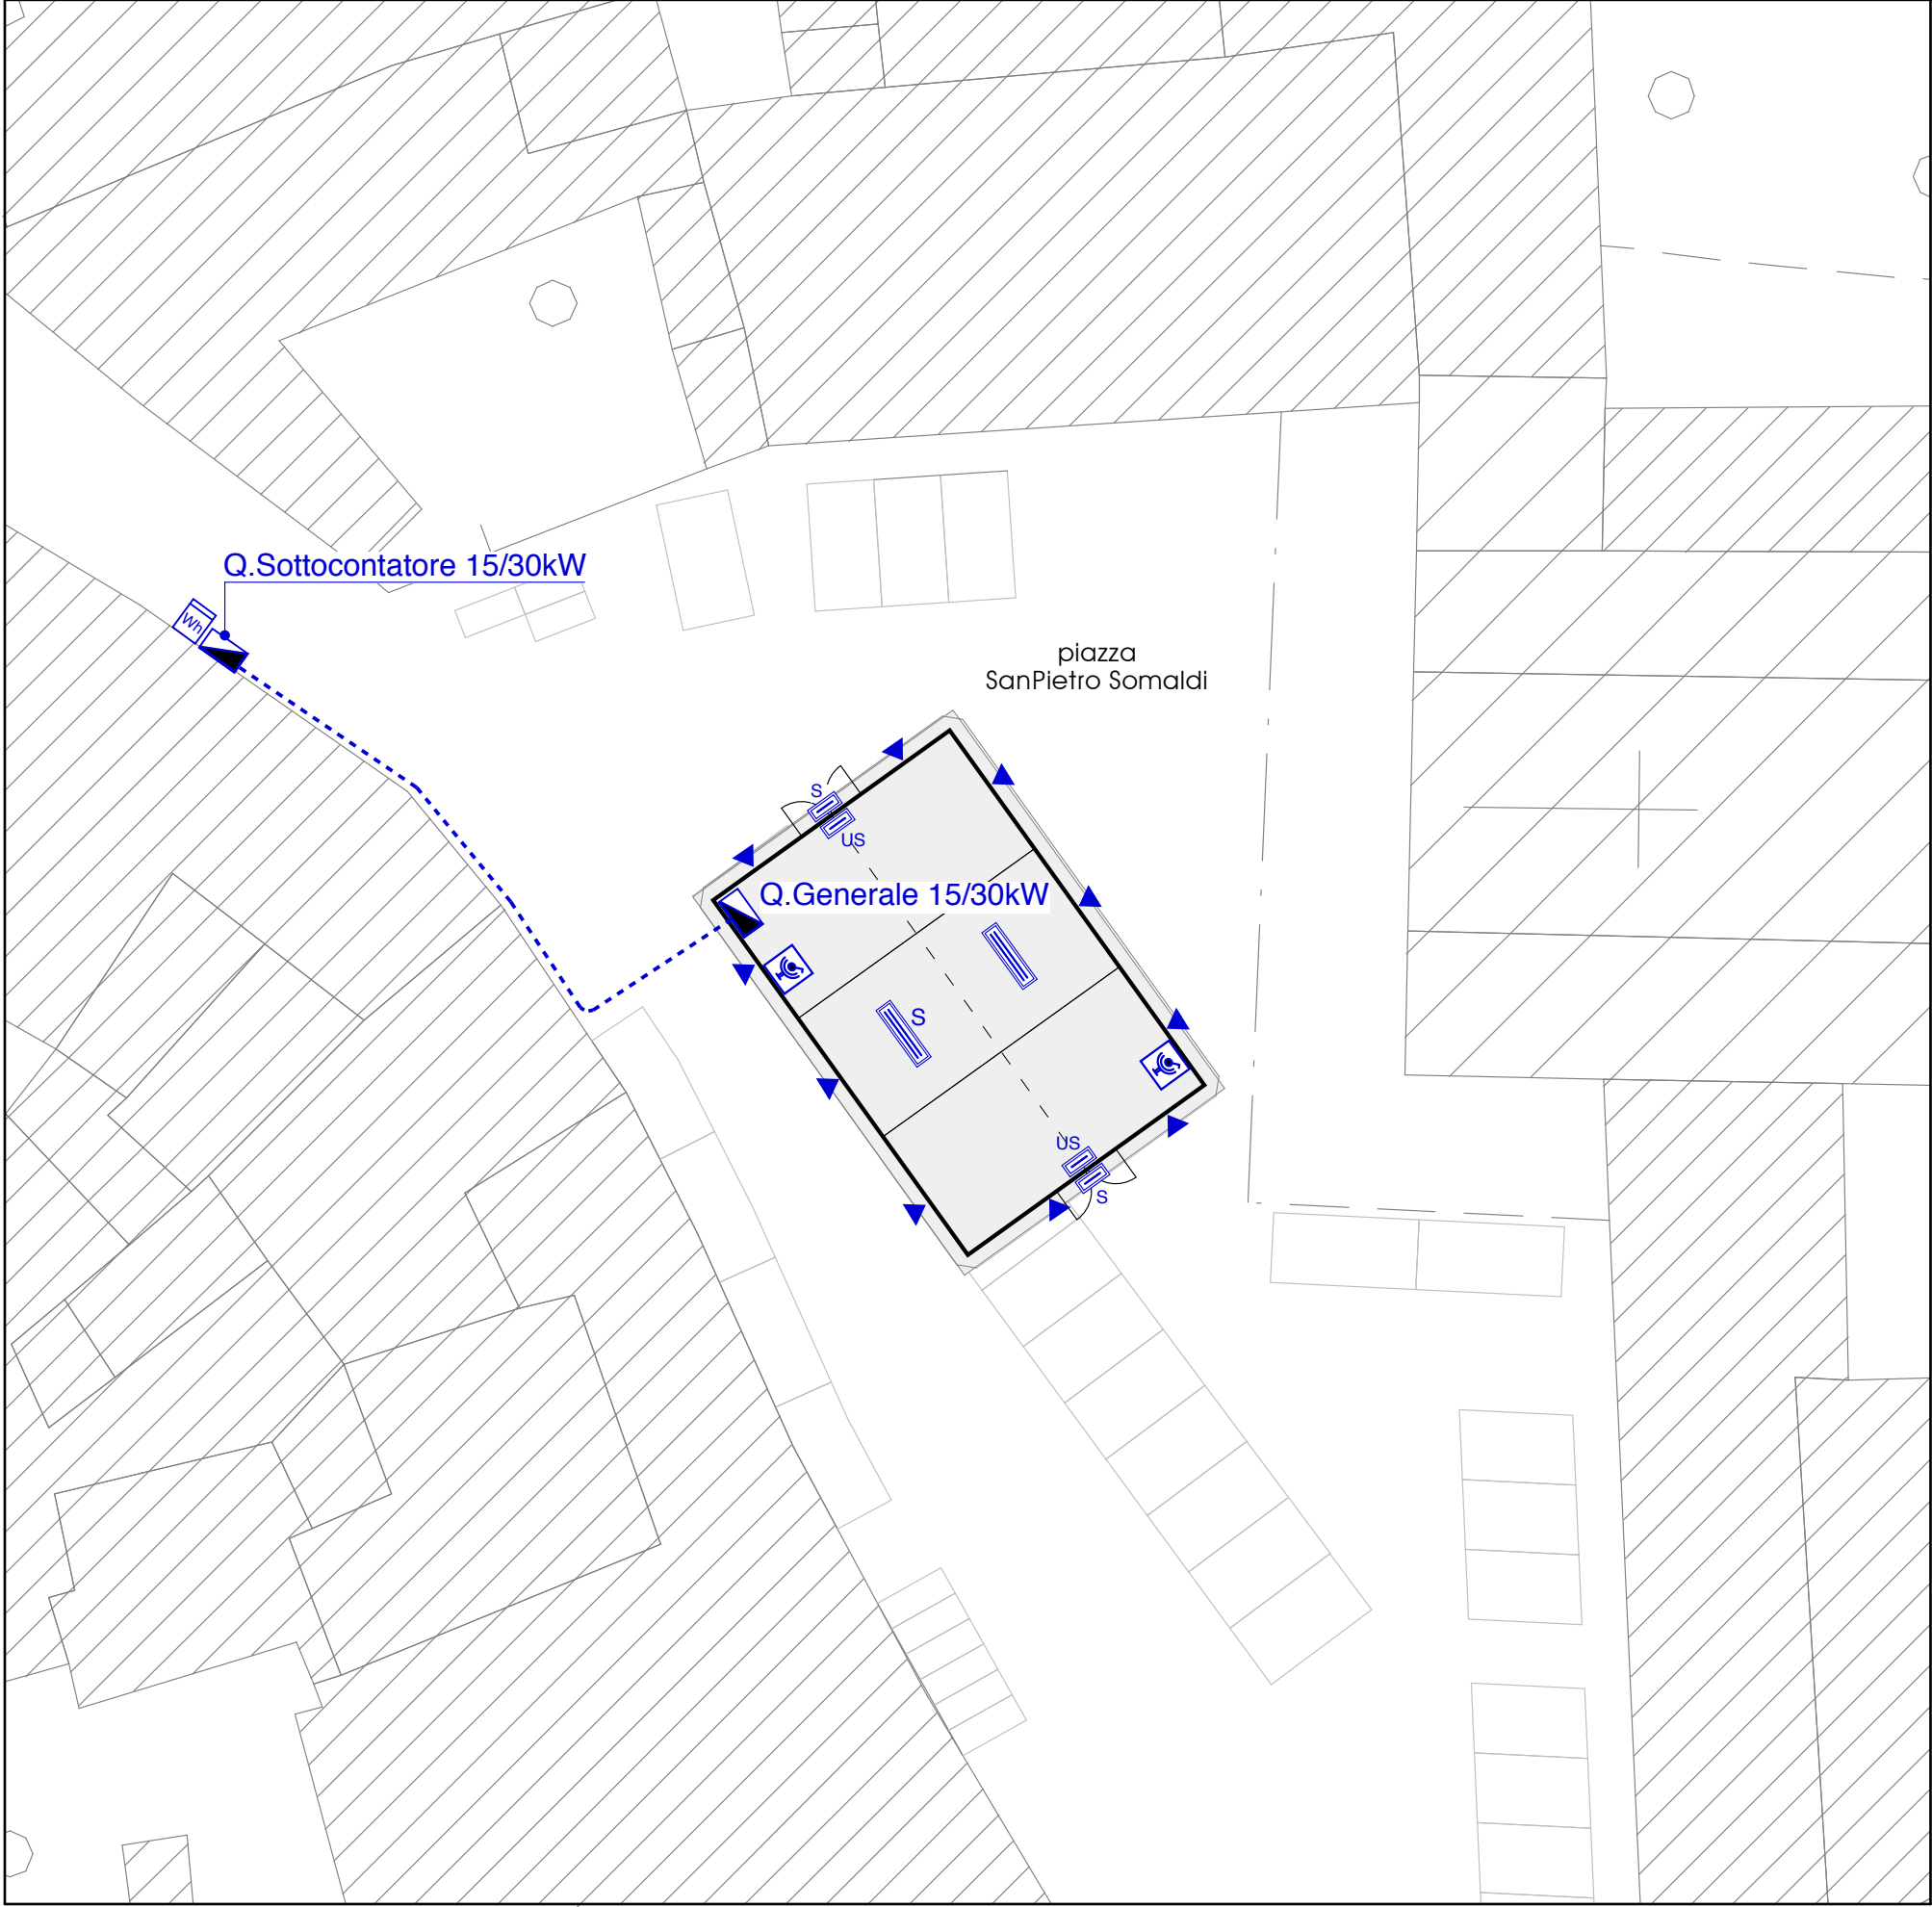 Q.Sottocontatore 15/30kW
Wh
piazza
SanPietro Somaldi
S
US
Q.Generale 15/30kW
S
US
S